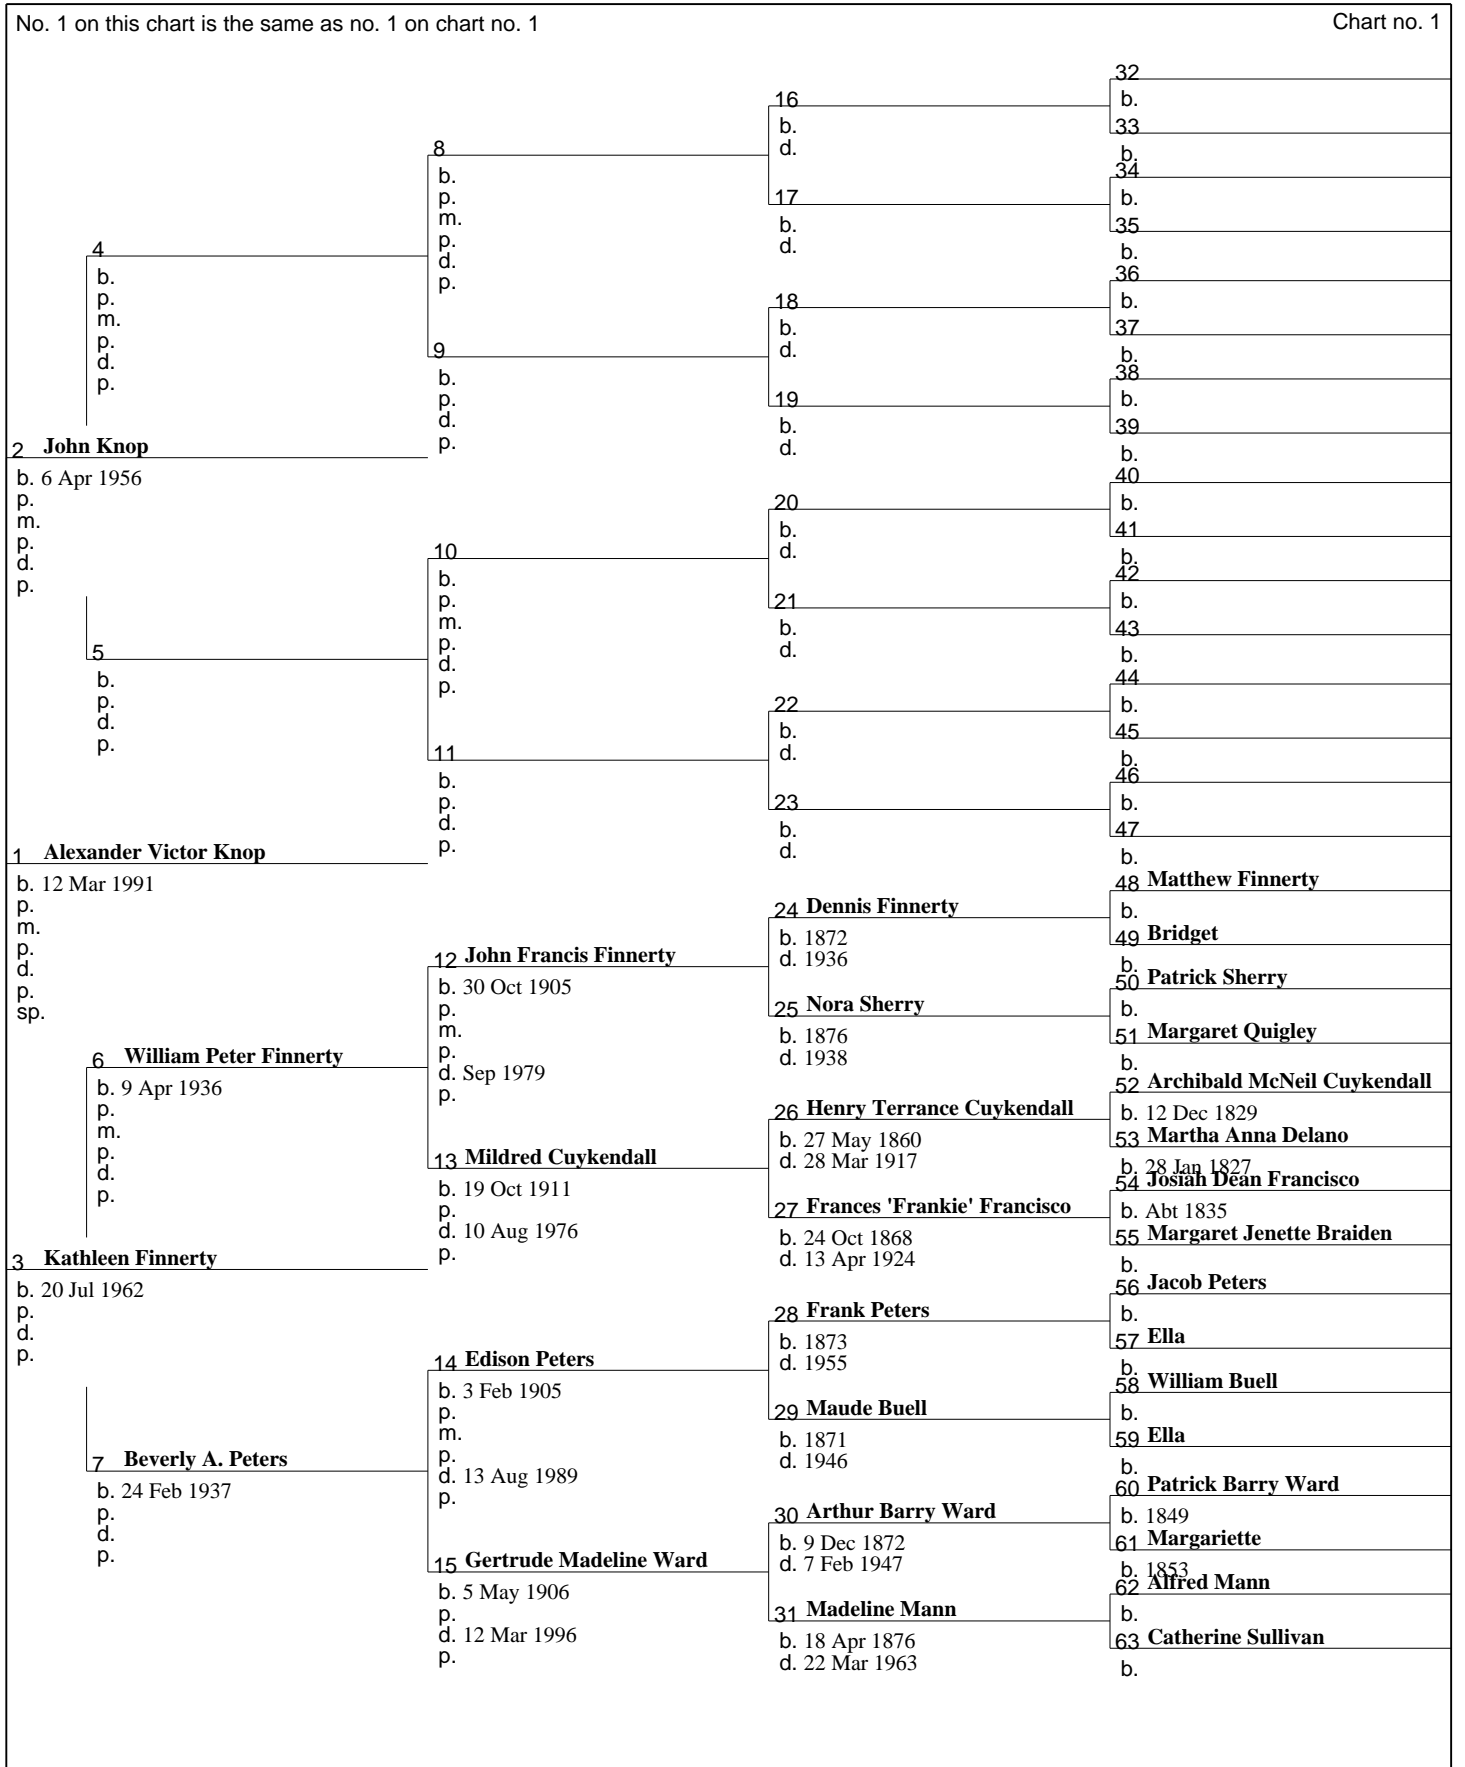 No. 1 on this chart is the same as no. 1 on chart no. 1
Chart no. 1
2 John Knop
b. 6 Apr 1956
p.
m.
p.
d.
p.
1 Alexander Victor Knop
b. 12 Mar 1991
p.
m.
p.
d.
p.
sp.
3 Kathleen Finnerty
b. 20 Jul 1962
p.
d.
p.
4
b.
p.
m.
p.
d.
p.
5
b.
p.
d.
p.
6 William Peter Finnerty
b. 9 Apr 1936
p.
m.
p.
d.
p.
7 Beverly A. Peters
b. 24 Feb 1937
p.
d.
p.
8
b.
p.
m.
p.
d.
p.
9
b.
p.
d.
p.
10
b.
p.
m.
p.
d.
p.
11
b.
p.
d.
p.
12 John Francis Finnerty
b. 30 Oct 1905
p.
m.
p.
d. Sep 1979
p.
13 Mildred Cuykendall
b. 19 Oct 1911
p.
d. 10 Aug 1976
p.
14 Edison Peters
b. 3 Feb 1905
p.
m.
p.
d. 13 Aug 1989
p.
15 Gertrude Madeline Ward
b. 5 May 1906
p.
d. 12 Mar 1996
p.
16
b.
d.
17
b.
d.
18
b.
d.
19
b.
d.
20
b.
d.
21
b.
d.
22
b.
d.
23
b.
d.
24 Dennis Finnerty
b. 1872
d. 1936
25 Nora Sherry
b. 1876
d. 1938
26 Henry Terrance Cuykendall
b. 27 May 1860
d. 28 Mar 1917
27 Frances 'Frankie' Francisco
b. 24 Oct 1868
d. 13 Apr 1924
28 Frank Peters
b. 1873
d. 1955
29 Maude Buell
b. 1871
d. 1946
30 Arthur Barry Ward
b. 9 Dec 1872
d. 7 Feb 1947
31 Madeline Mann
b. 18 Apr 1876
d. 22 Mar 1963
32
b.
33
b.
34
b.
35
b.
36
b.
37
b.
38
b.
39
b.
40
b.
41
b.
42
b.
43
b.
44
b.
45
b.
46
b.
47
b.
48 Matthew Finnerty
b.
49 Bridget
b.
50 Patrick Sherry
b.
51 Margaret Quigley
b.
52 Archibald McNeil Cuykendall
b. 12 Dec 1829
53 Martha Anna Delano
b. 28 Jan 1827
54 Josiah Dean Francisco
b. Abt 1835
55 Margaret Jenette Braiden
b.
56 Jacob Peters
b.
57 Ella
b.
58 William Buell
b.
59 Ella
b.
60 Patrick Barry Ward
b. 1849
61 Margariette
b. 1853
62 Alfred Mann
b.
63 Catherine Sullivan
b.